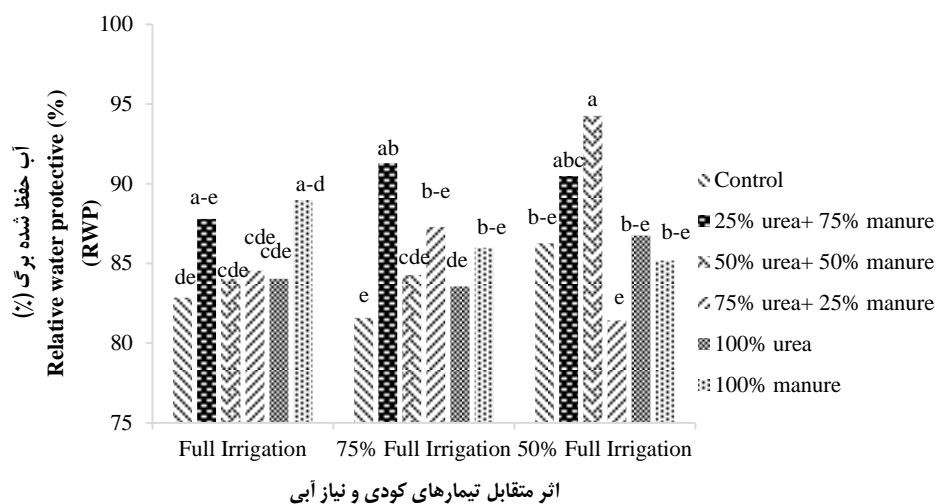 100
95
90
85
80
75
آب حفظ شده برگ (٪)
Relative water protective (%)
(RWP)
de
a-e
cde
cde
cde
a-d
e
ab
cde
b-e
de
b-e
b-e
abc
a
e
b-e
b-e
Full Irrigation
75% Full Irrigation
50% Full Irrigation
اثر متقابل تیمارهای کودی و نیاز آبی
Control
25% urea+ 75% manure
50% urea+ 50% manure
75% urea+ 25% manure
100% urea
100% manure